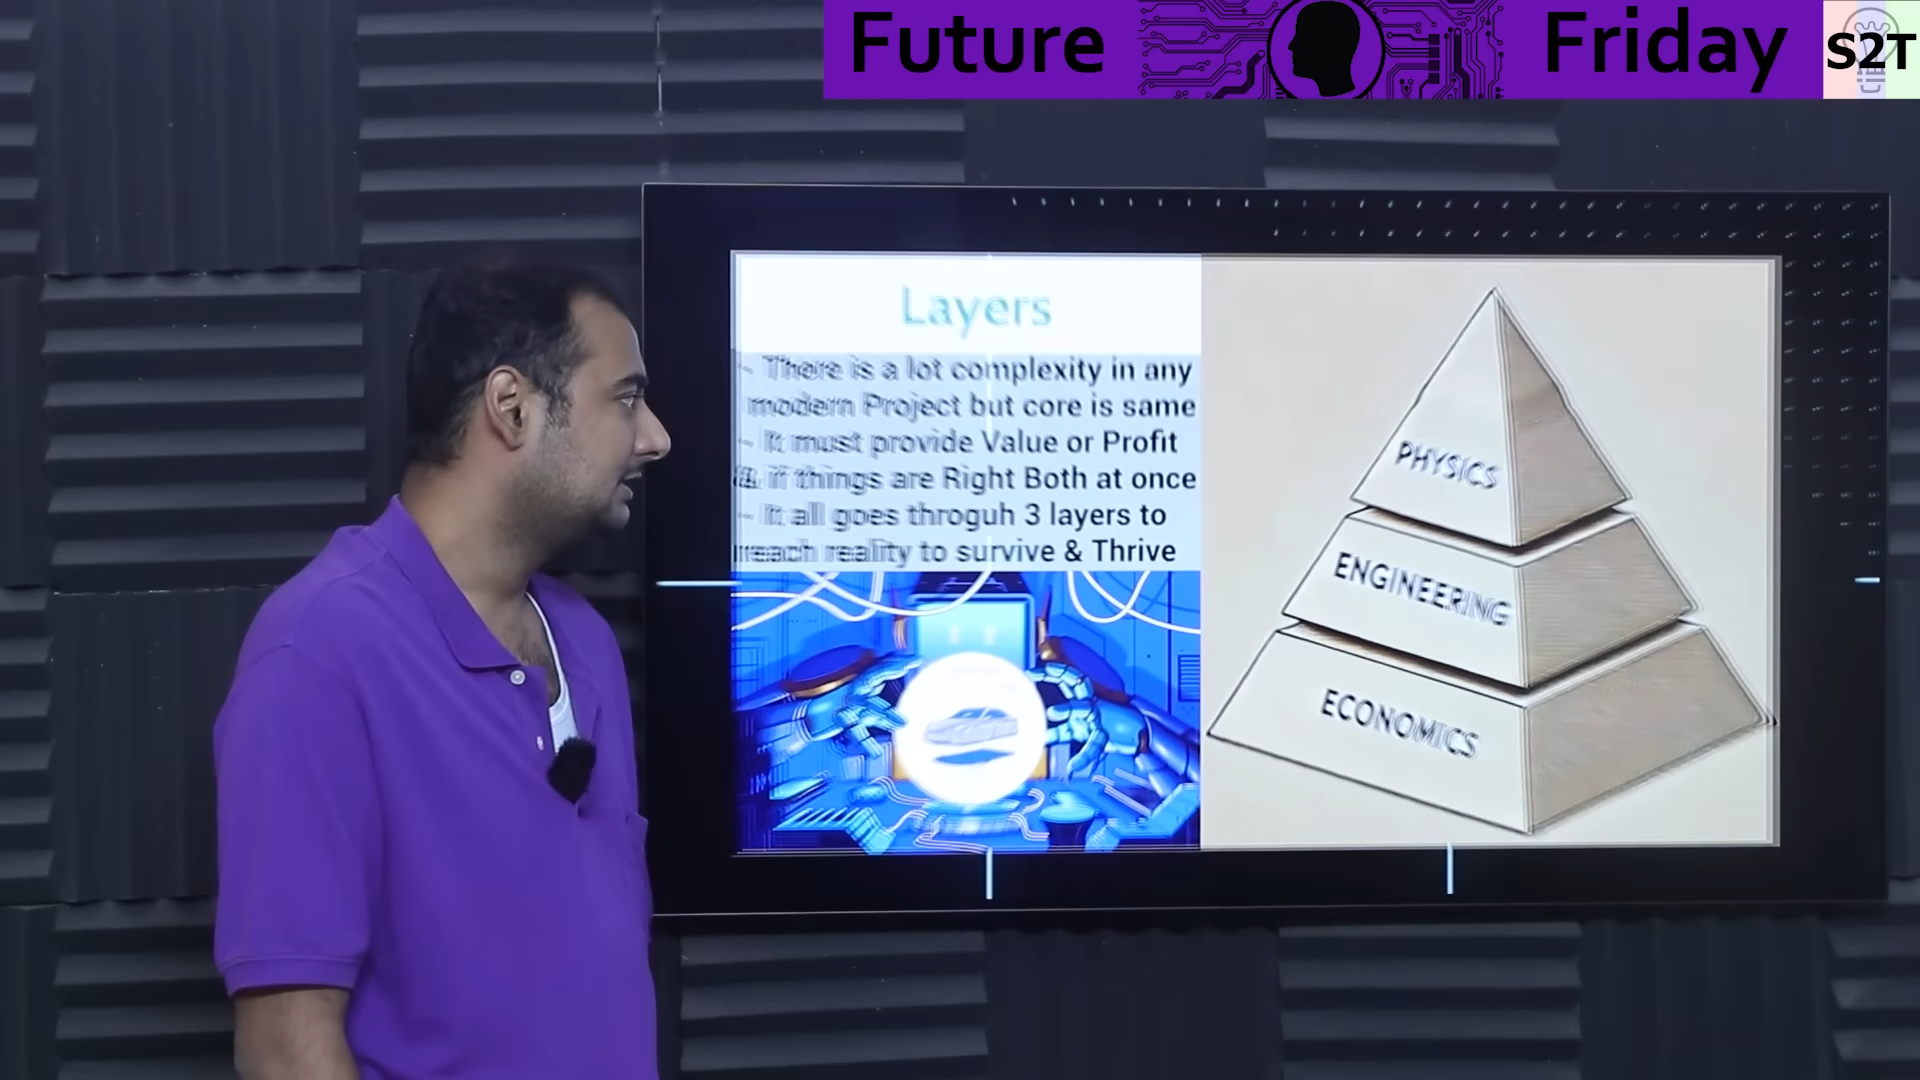 Future Friday
S2T
Layers
- There is a lot complexity in any
modern Project but core is same
- It must provide Value or Profit
& if things are Right Both at once
- It all goes throguh 3 layers to
reach reality to survive & Thrive
PHYSICS
ENGINEERING
ECONOMICS